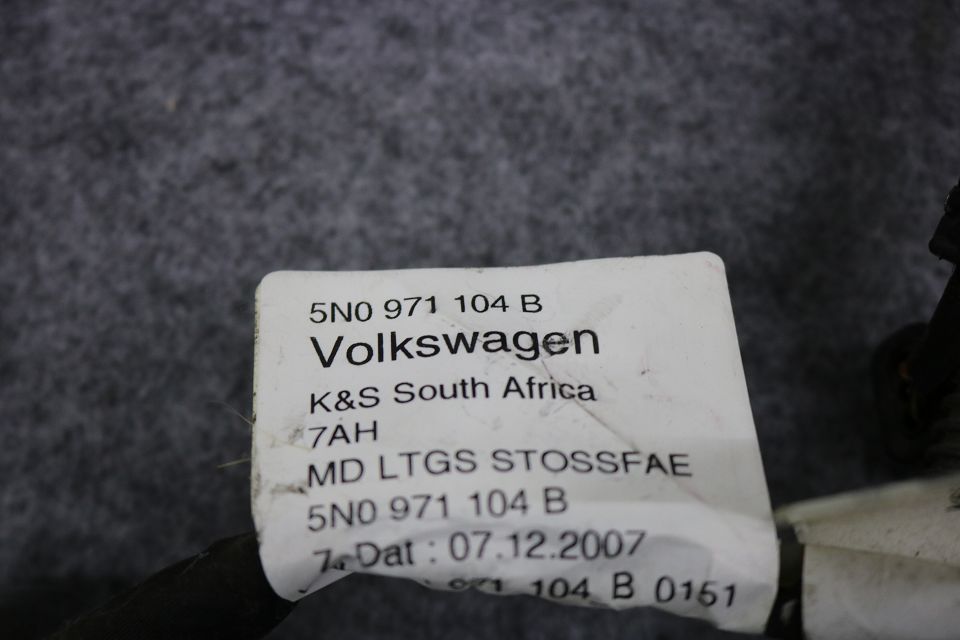 5N0 971 104 B
Volkswagen
K&S South Africa
7AH
MD LTGS STOSSFAE
5N0 971 104 B
Dat : 07.12.2007
971 104 B 0151